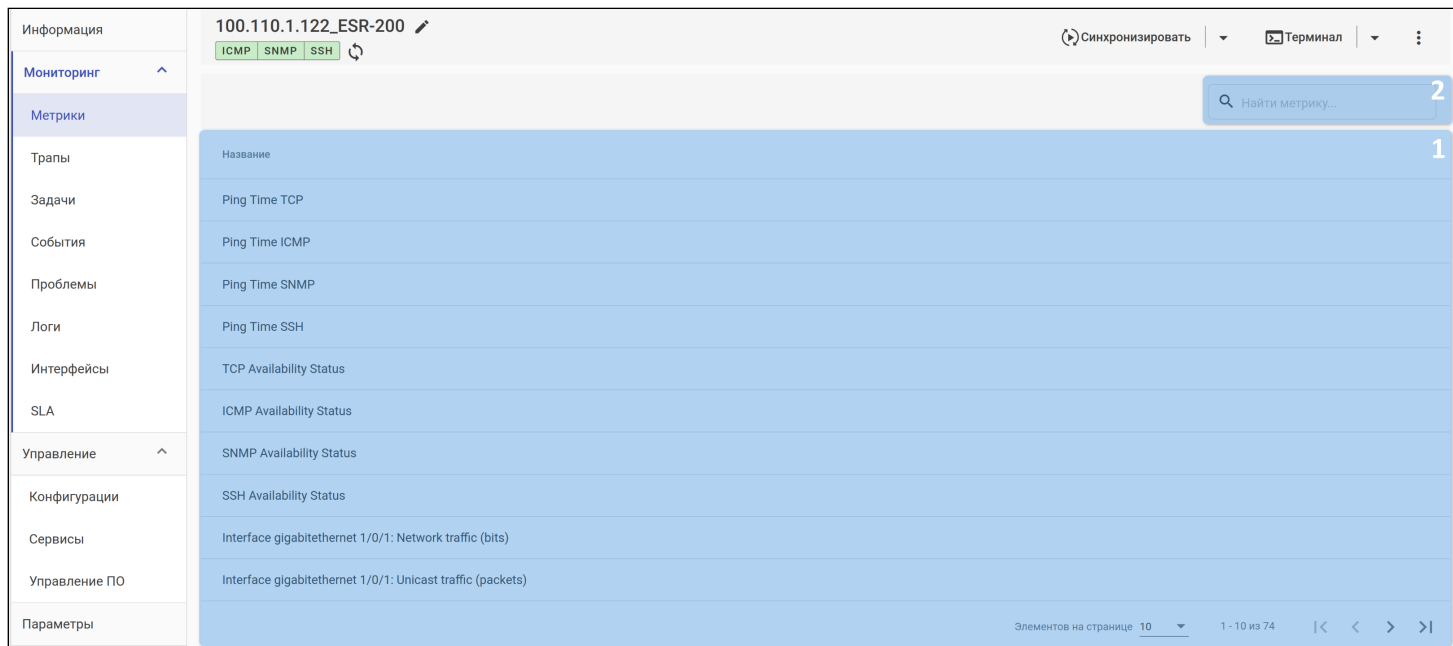 Информация
Мониторинг
Метрики
Трапы
Задачи
События
Проблемы
Логи
Интерфейсы
SLA
Управление
Конфигурации
Сервисы
Управление ПО
Параметры
100.110.1.122_ESR-200
ICMP SNMP SSH
Синхронизировать
Терминал
Найти метрику...
2
Название
1
Ping Time TCP
Ping Time ICMP
Ping Time SNMP
Ping Time SSH
TCP Availability Status
ICMP Availability Status
SNMP Availability Status
SSH Availability Status
Interface gigabitethernet 1/0/1: Network traffic (bits)
Interface gigabitethernet 1/0/1: Unicast traffic (packets)
Элементов на странице 10 1 - 10 из 74